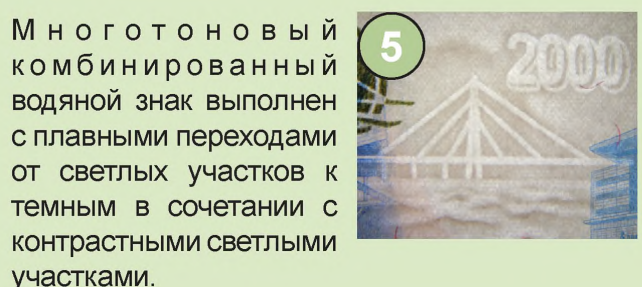 Многотоновый
комбинированный
водяной знак выполнен
с плавными переходами
от светлых участков к
темным в сочетании с
контрастными светлыми
участками.
5
2000